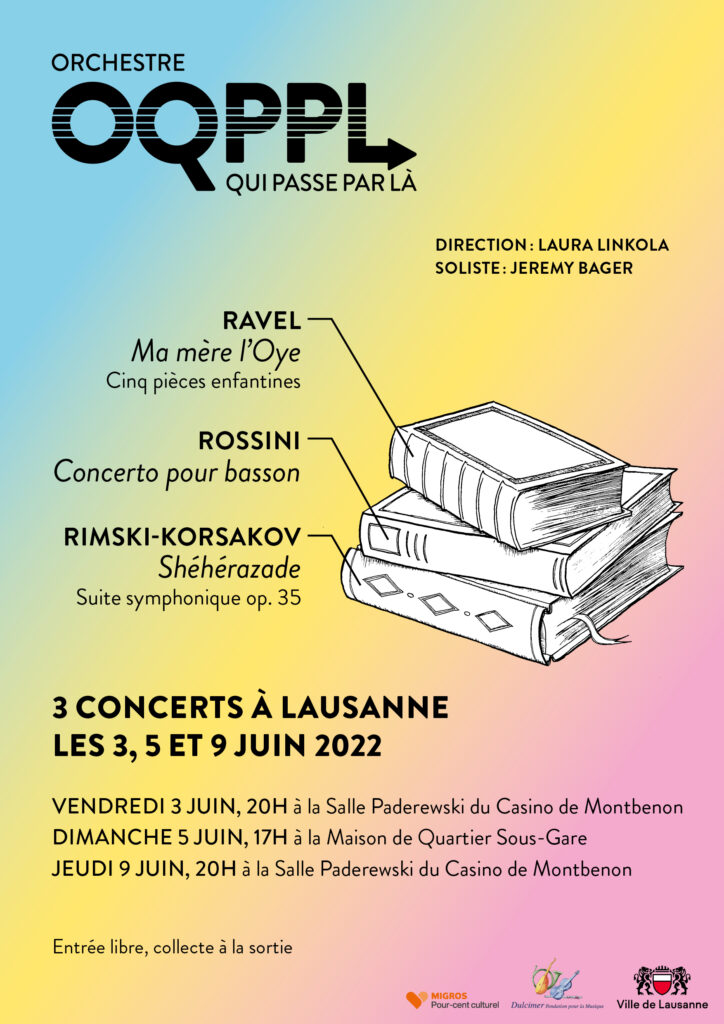 ORCHESTRE
OQPPL
QUI PASSE PAR LÀ
DIRECTION : LAURA LINKOLA
SOLISTE : JEREMY BAGER
RAVEL
Ma mère l’Oye
Cinq pièces enfantines
ROSSINI
Concerto pour basson
RIMSKI-KORSAKOV
Shéhérazade
Suite symphonique op. 35
3 CONCERTS À LAUSANNE
LES 3, 5 ET 9 JUIN 2022
VENDREDI 3 JUIN, 20H à la Salle Paderewski du Casino de Montbenon
DIMANCHE 5 JUIN, 17H à la Maison de Quartier Sous-Gare
JEUDI 9 JUIN, 20H à la Salle Paderewski du Casino de Montbenon
Entrée libre, collecte à la sortie
MIGROS
Pour-cent culturel
Dulcimer Fondation pour la Musique
Ville de Lausanne